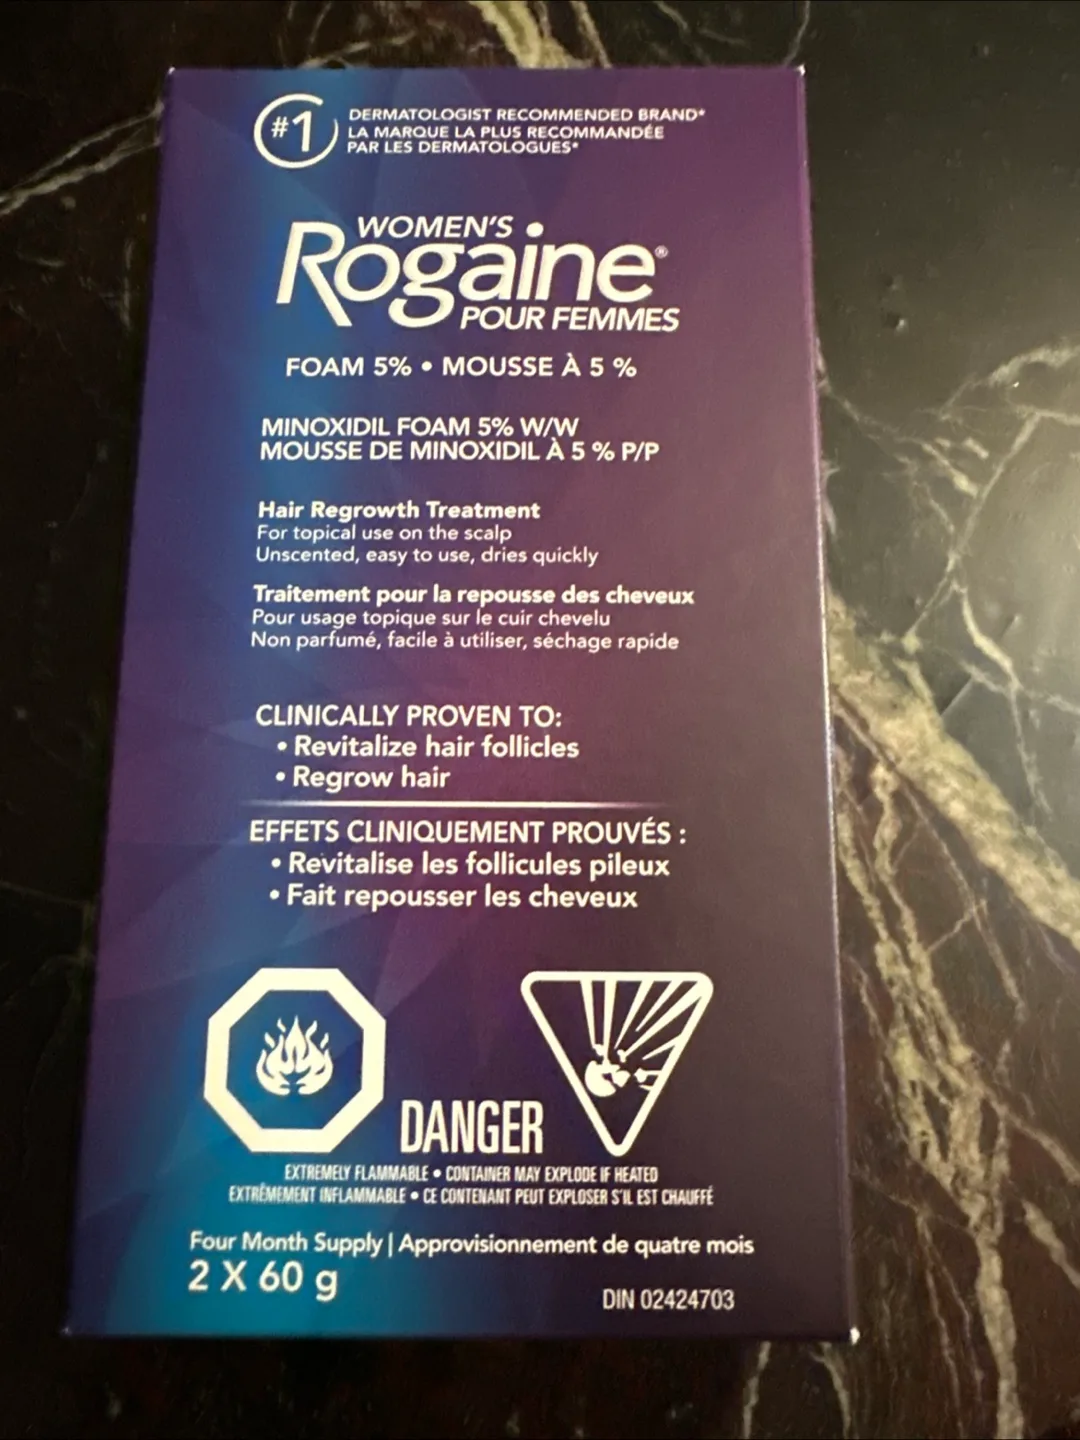 #1
DERMATOLOGIST RECOMMENDED BRAND*
LA MARQUE LA PLUS RECOMMANDÉE
PAR LES DERMATOLOGUES*
WOMEN'S
Rogaine®
POUR FEMMES
FOAM 5% • MOUSSE À 5 %
MINOXIDIL FOAM 5% W/W
MOUSSE DE MINOXIDIL À 5 % P/P
Hair Regrowth Treatment
For topical use on the scalp
Unscented, easy to use, dries quickly
Traitement pour la repousse des cheveux
Pour usage topique sur le cuir chevelu
Non parfumé, facile à utiliser, séchage rapide
CLINICALLY PROVEN TO:
• Revitalize hair follicles
• Regrow hair
EFFETS CLINIQUEMENT PROUVÉS :
• Revitalise les follicules pileux
• Fait repousser les cheveux
DANGER
EXTREMELY FLAMMABLE • CONTAINER MAY EXPLODE IF HEATED
EXTRÊMEMENT INFLAMMABLE • CE CONTENANT PEUT EXPLOSER S'IL EST CHAUFFÉ
Four Month Supply | Approvisionnement de quatre mois
2 X 60 g
DIN 02424703